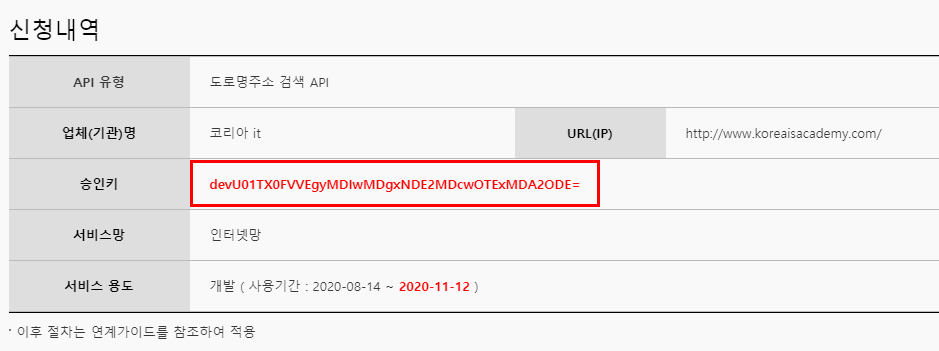 신청내역
API 유형 도로명주소 검색 API
업체(기관)명 코리아 it URL(IP) http://www.koreaisacademy.com/
승인키 devU01TX0FVVEgyMDIwMDgxNDE2MDcwOTExMDA2ODE=
서비스망 인터넷망
서비스 용도 개발 ( 사용기간 : 2020-08-14 ~ 2020-11-12 )
· 이후 절차는 연계가이드를 참조하여 적용